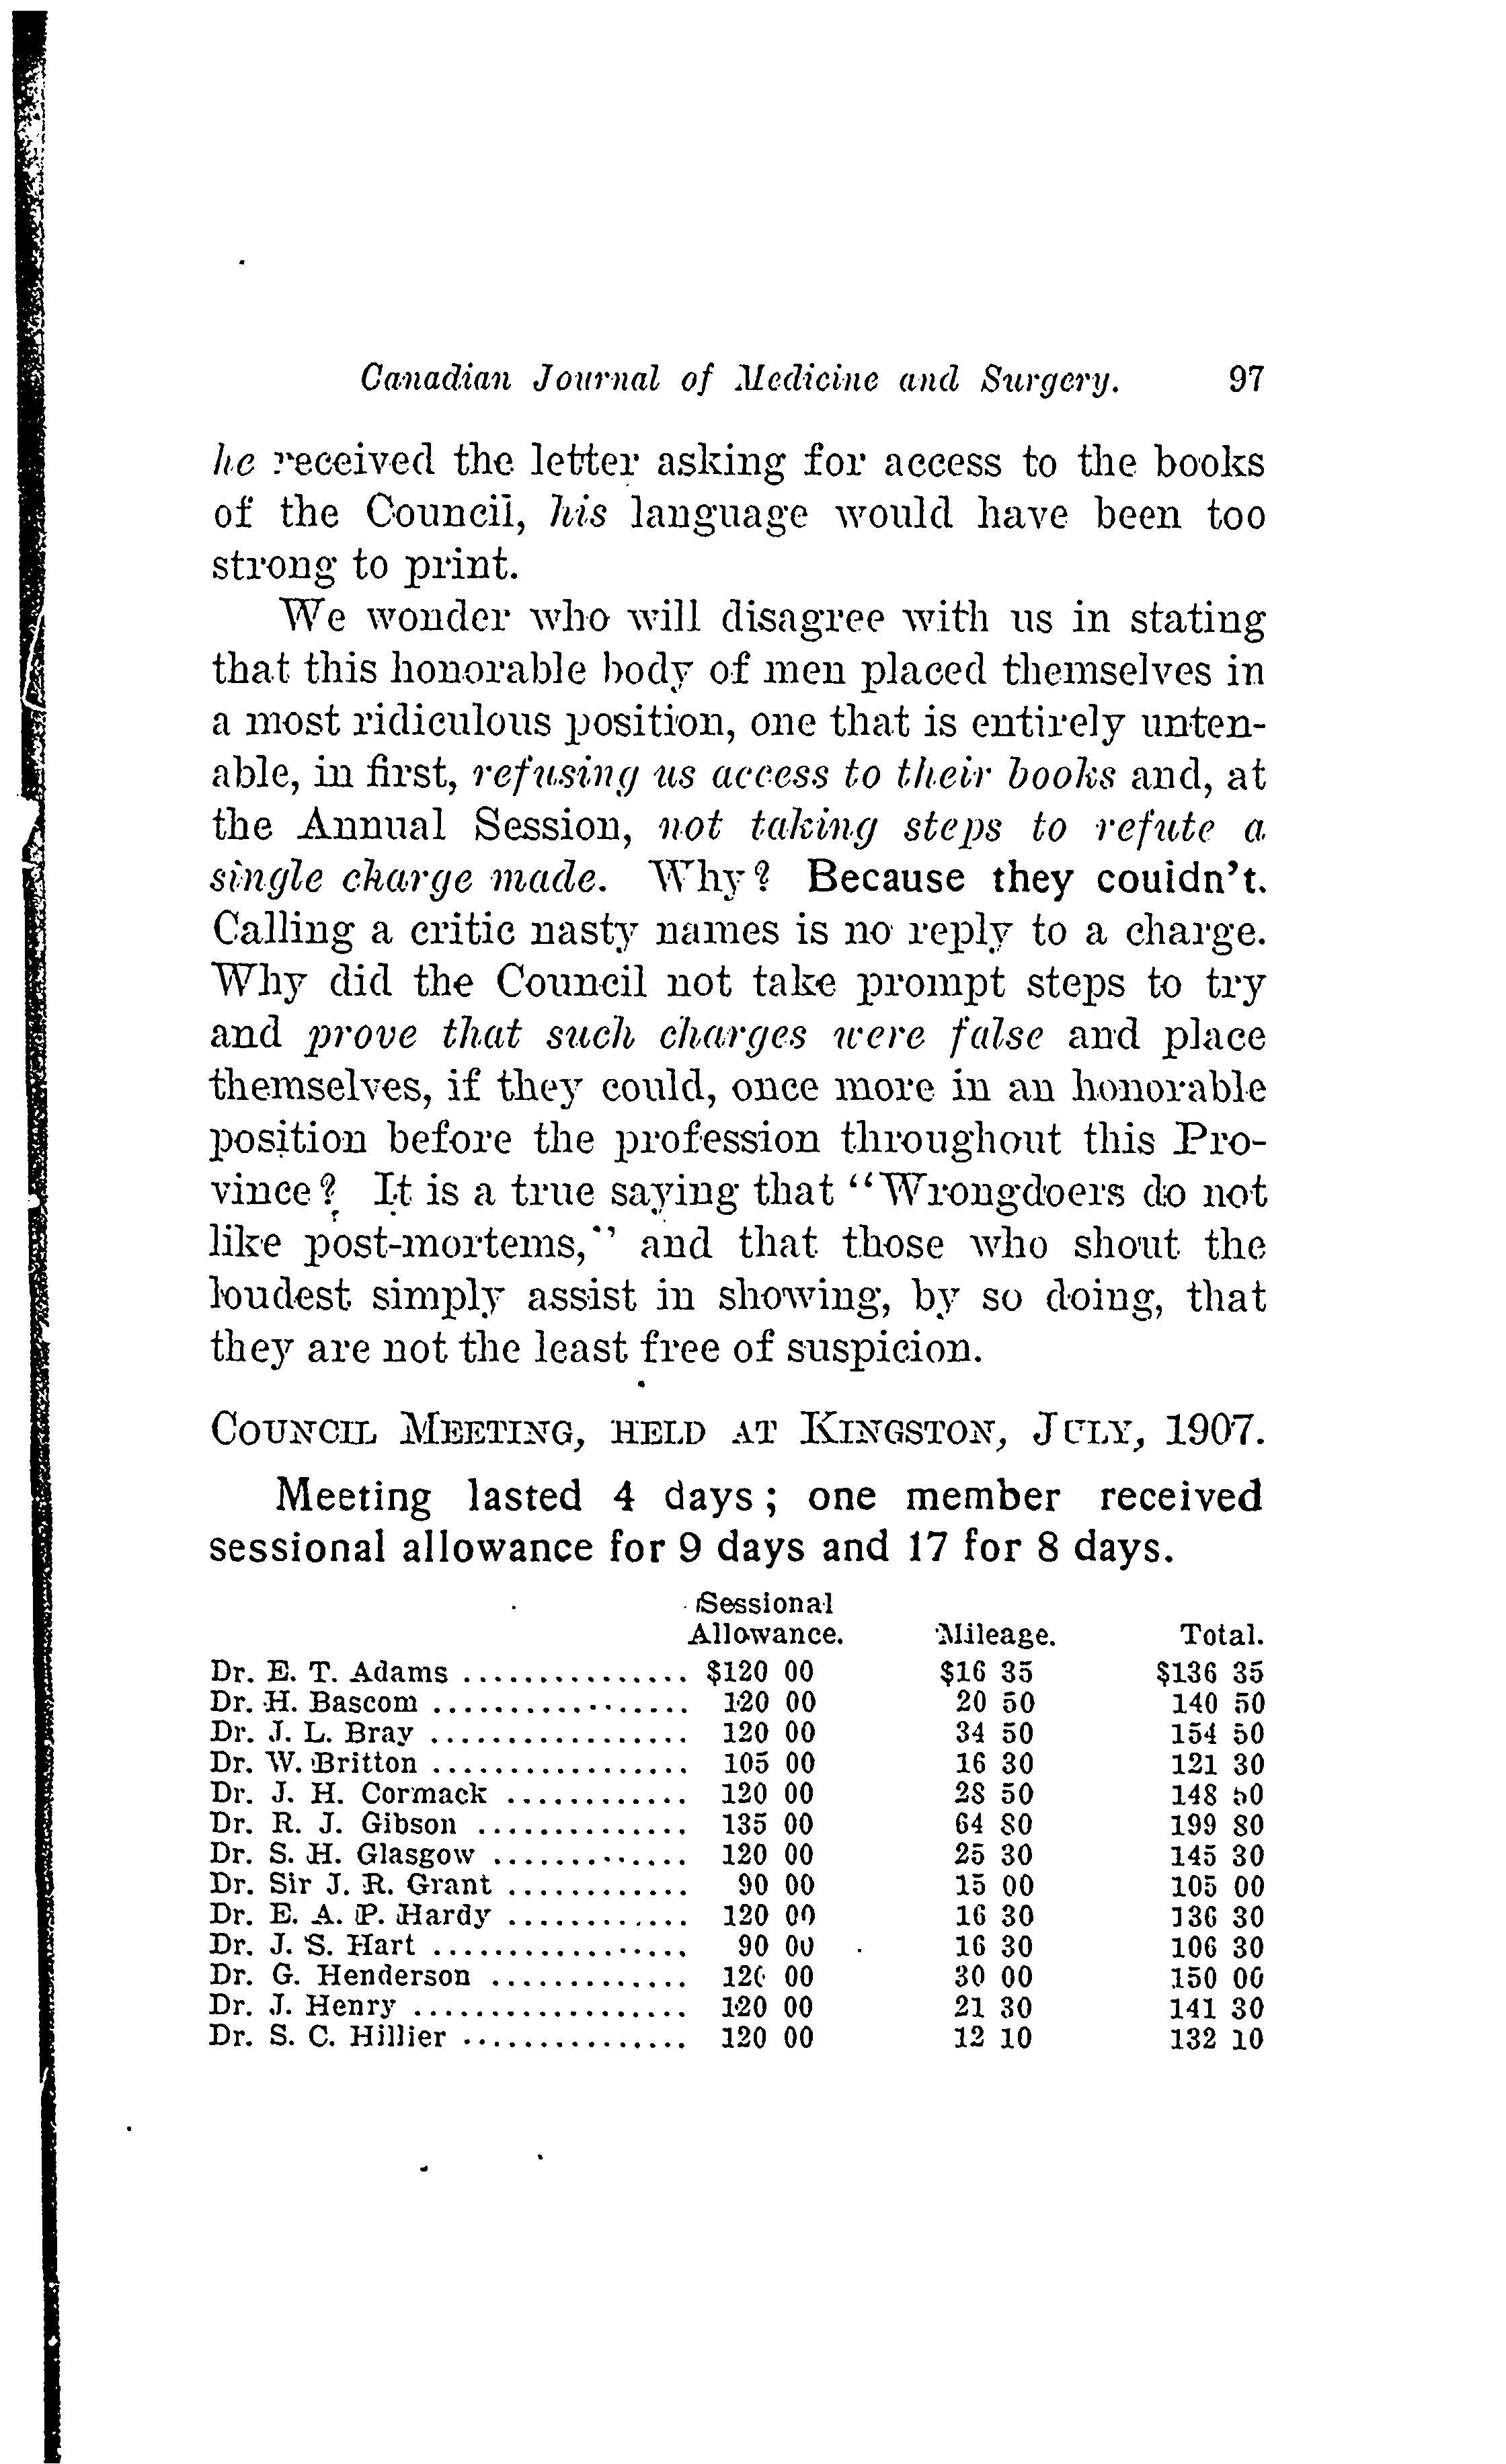 Canadian Journal of Medicine and Surgery. 97
he received the letter asking for access to the books
of the Council, his language would have been too
strong to print.
We wonder who will disagree with us in stating
that this honorable body of men placed themselves in
a most ridiculous position, one that is entirely unten-
able, in first, refusing us access to their books and, at
the Annual Session, not taking steps to refute a
single charge made. Why? Because they couldn't.
Calling a critic nasty names is no reply to a charge.
Why did the Council not take prompt steps to try
and prove that such charges were false and place
themselves, if they could, once more in an honorable
position before the profession throughout this Pro-
vince? It is a true saying that "Wrongdoers do not
like post-mortems," and that those who shout the
loudest simply assist in showing, by so doing, that
they are not the least free of suspicion.
COUNCIL MEETING, HELD AT KINGSTON, JULY, 1907.
Meeting lasted 4 days; one member received
sessional allowance for 9 days and 17 for 8 days.
Sessional
Allowance. Mileage. Total.
Dr. E. T. Adams ............... $120 00 $16 35 $136 35
Dr. H. Bascom ................. 120 00 20 50 140 50
Dr. J. L. Bray ................. 120 00 34 50 154 50
Dr. W. Britton ................. 105 00 16 30 121 30
Dr. J. H. Cormack ............ 120 00 28 50 148 50
Dr. R. J. Gibson .............. 135 00 64 80 199 80
Dr. S. H. Glasgow ............. 120 00 25 30 145 30
Dr. Sir J. R. Grant ............ 90 00 15 00 105 00
Dr. E. A. P. Hardy ............ 120 00 16 30 136 30
Dr. J. S. Hart ................. 90 00 16 30 106 30
Dr. G. Henderson ............. 120 00 30 00 150 00
Dr. J. Henry .................. 120 00 21 30 141 30
Dr. S. C. Hillier ............... 120 00 12 10 132 10